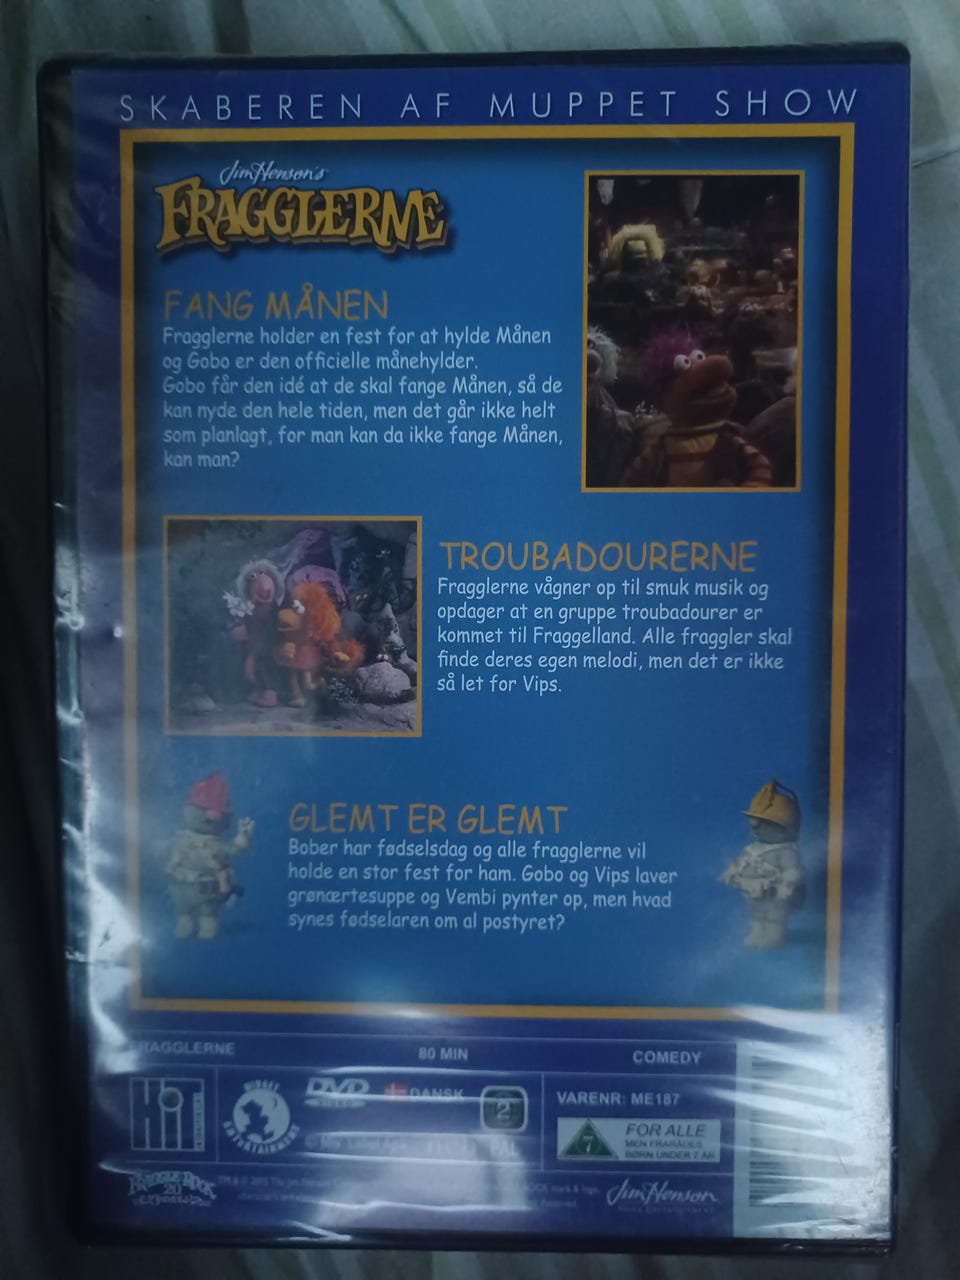 SKABEREN AF MUPPET SHOW
Jim Henson's
FRAGGLERNE
FANG MÅNEN
Fragglerne holder en fest for at hylde Månen
og Gobo er den officielle månehylder.
Gobo får den idé at de skal fange Månen, så de
kan nyde den hele tiden, men det går ikke helt
som planlagt, for man kan da ikke fange Månen,
kan man?
TROUBADOURERNE
Fragglerne vågner op til smuk musik og
opdager at en gruppe troubadourer er
kommet til Fraggelland. Alle fraggler skal
finde deres egen melodi, men det er ikke
så let for Vips.
GLEMT ER GLEMT
Bober har fødselsdag og alle fragglerne vil
holde en stor fest for ham. Gobo og Vips laver
grønærtesuppe og Vembi pynter op, men hvad
synes fødselaren om al postyret?
FRAGGLERNE 80 MIN COMEDY
HIT
ENTERTAINMENT
DVD
VIDEO
DANSK
2
PAL
VARENR: ME187
7
FOR ALLE
MEN FRARÅDES
BØRN UNDER 7 ÅR
FRAGGLE ROCK
20
Jim Henson
HOME ENTERTAINMENT